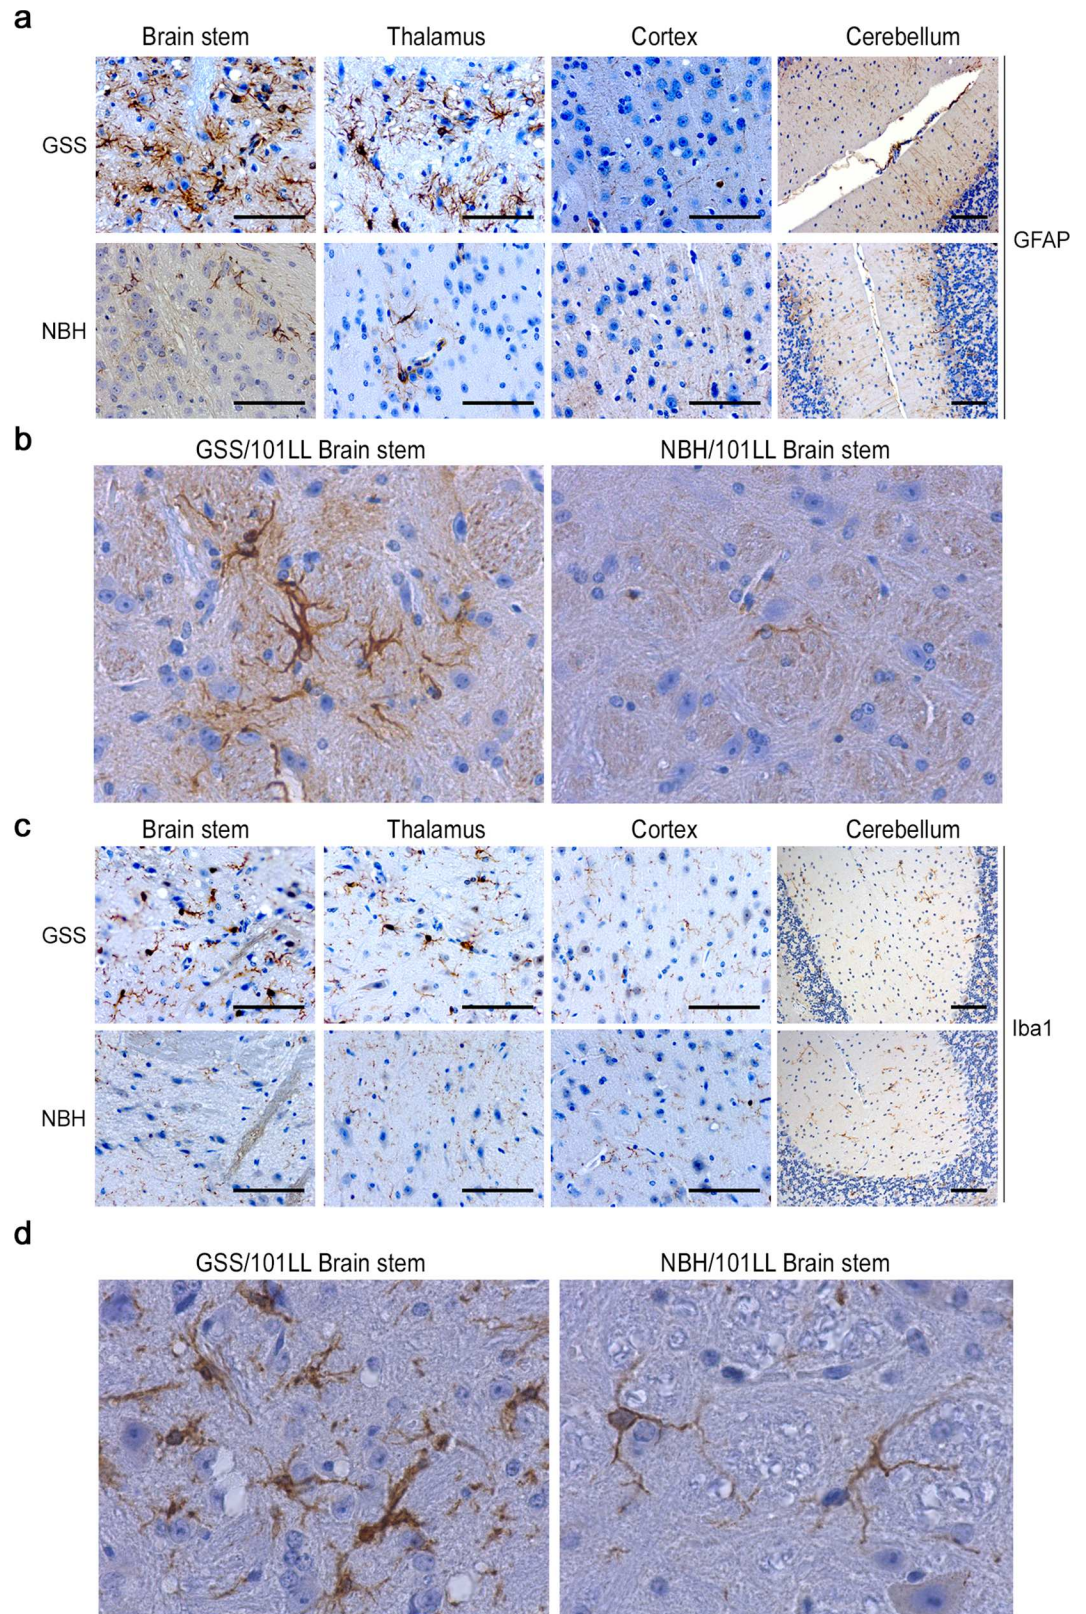 a
Brain stem Thalamus Cortex Cerebellum
GSS
GFAP
NBH
b
GSS/101LL Brain stem NBH/101LL Brain stem
c
Brain stem Thalamus Cortex Cerebellum
GSS
Iba1
NBH
d
GSS/101LL Brain stem NBH/101LL Brain stem